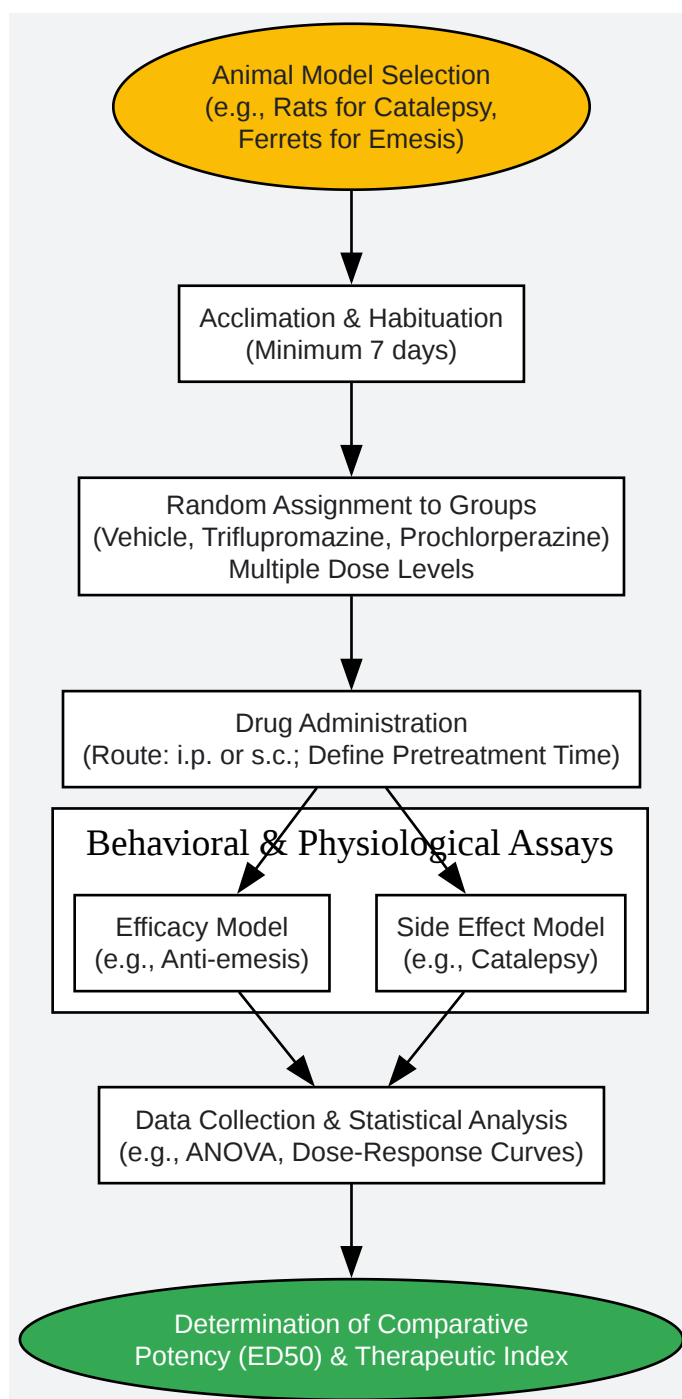 Animal Model Selection
(e.g., Rats for Catalepsy,
Ferrets for Emesis)
Acclimation & Habituation
(Minimum 7 days)
Random Assignment to Groups
(Vehicle, Triflupromazine, Prochlorperazine)
Multiple Dose Levels
Drug Administration
(Route: i.p. or s.c.; Define Pretreatment Time)
Behavioral & Physiological Assays
Efficacy Model
(e.g., Anti-emesis)
Side Effect Model
(e.g., Catalepsy)
Data Collection & Statistical Analysis
(e.g., ANOVA, Dose-Response Curves)
Determination of Comparative
Potency (ED50) & Therapeutic Index